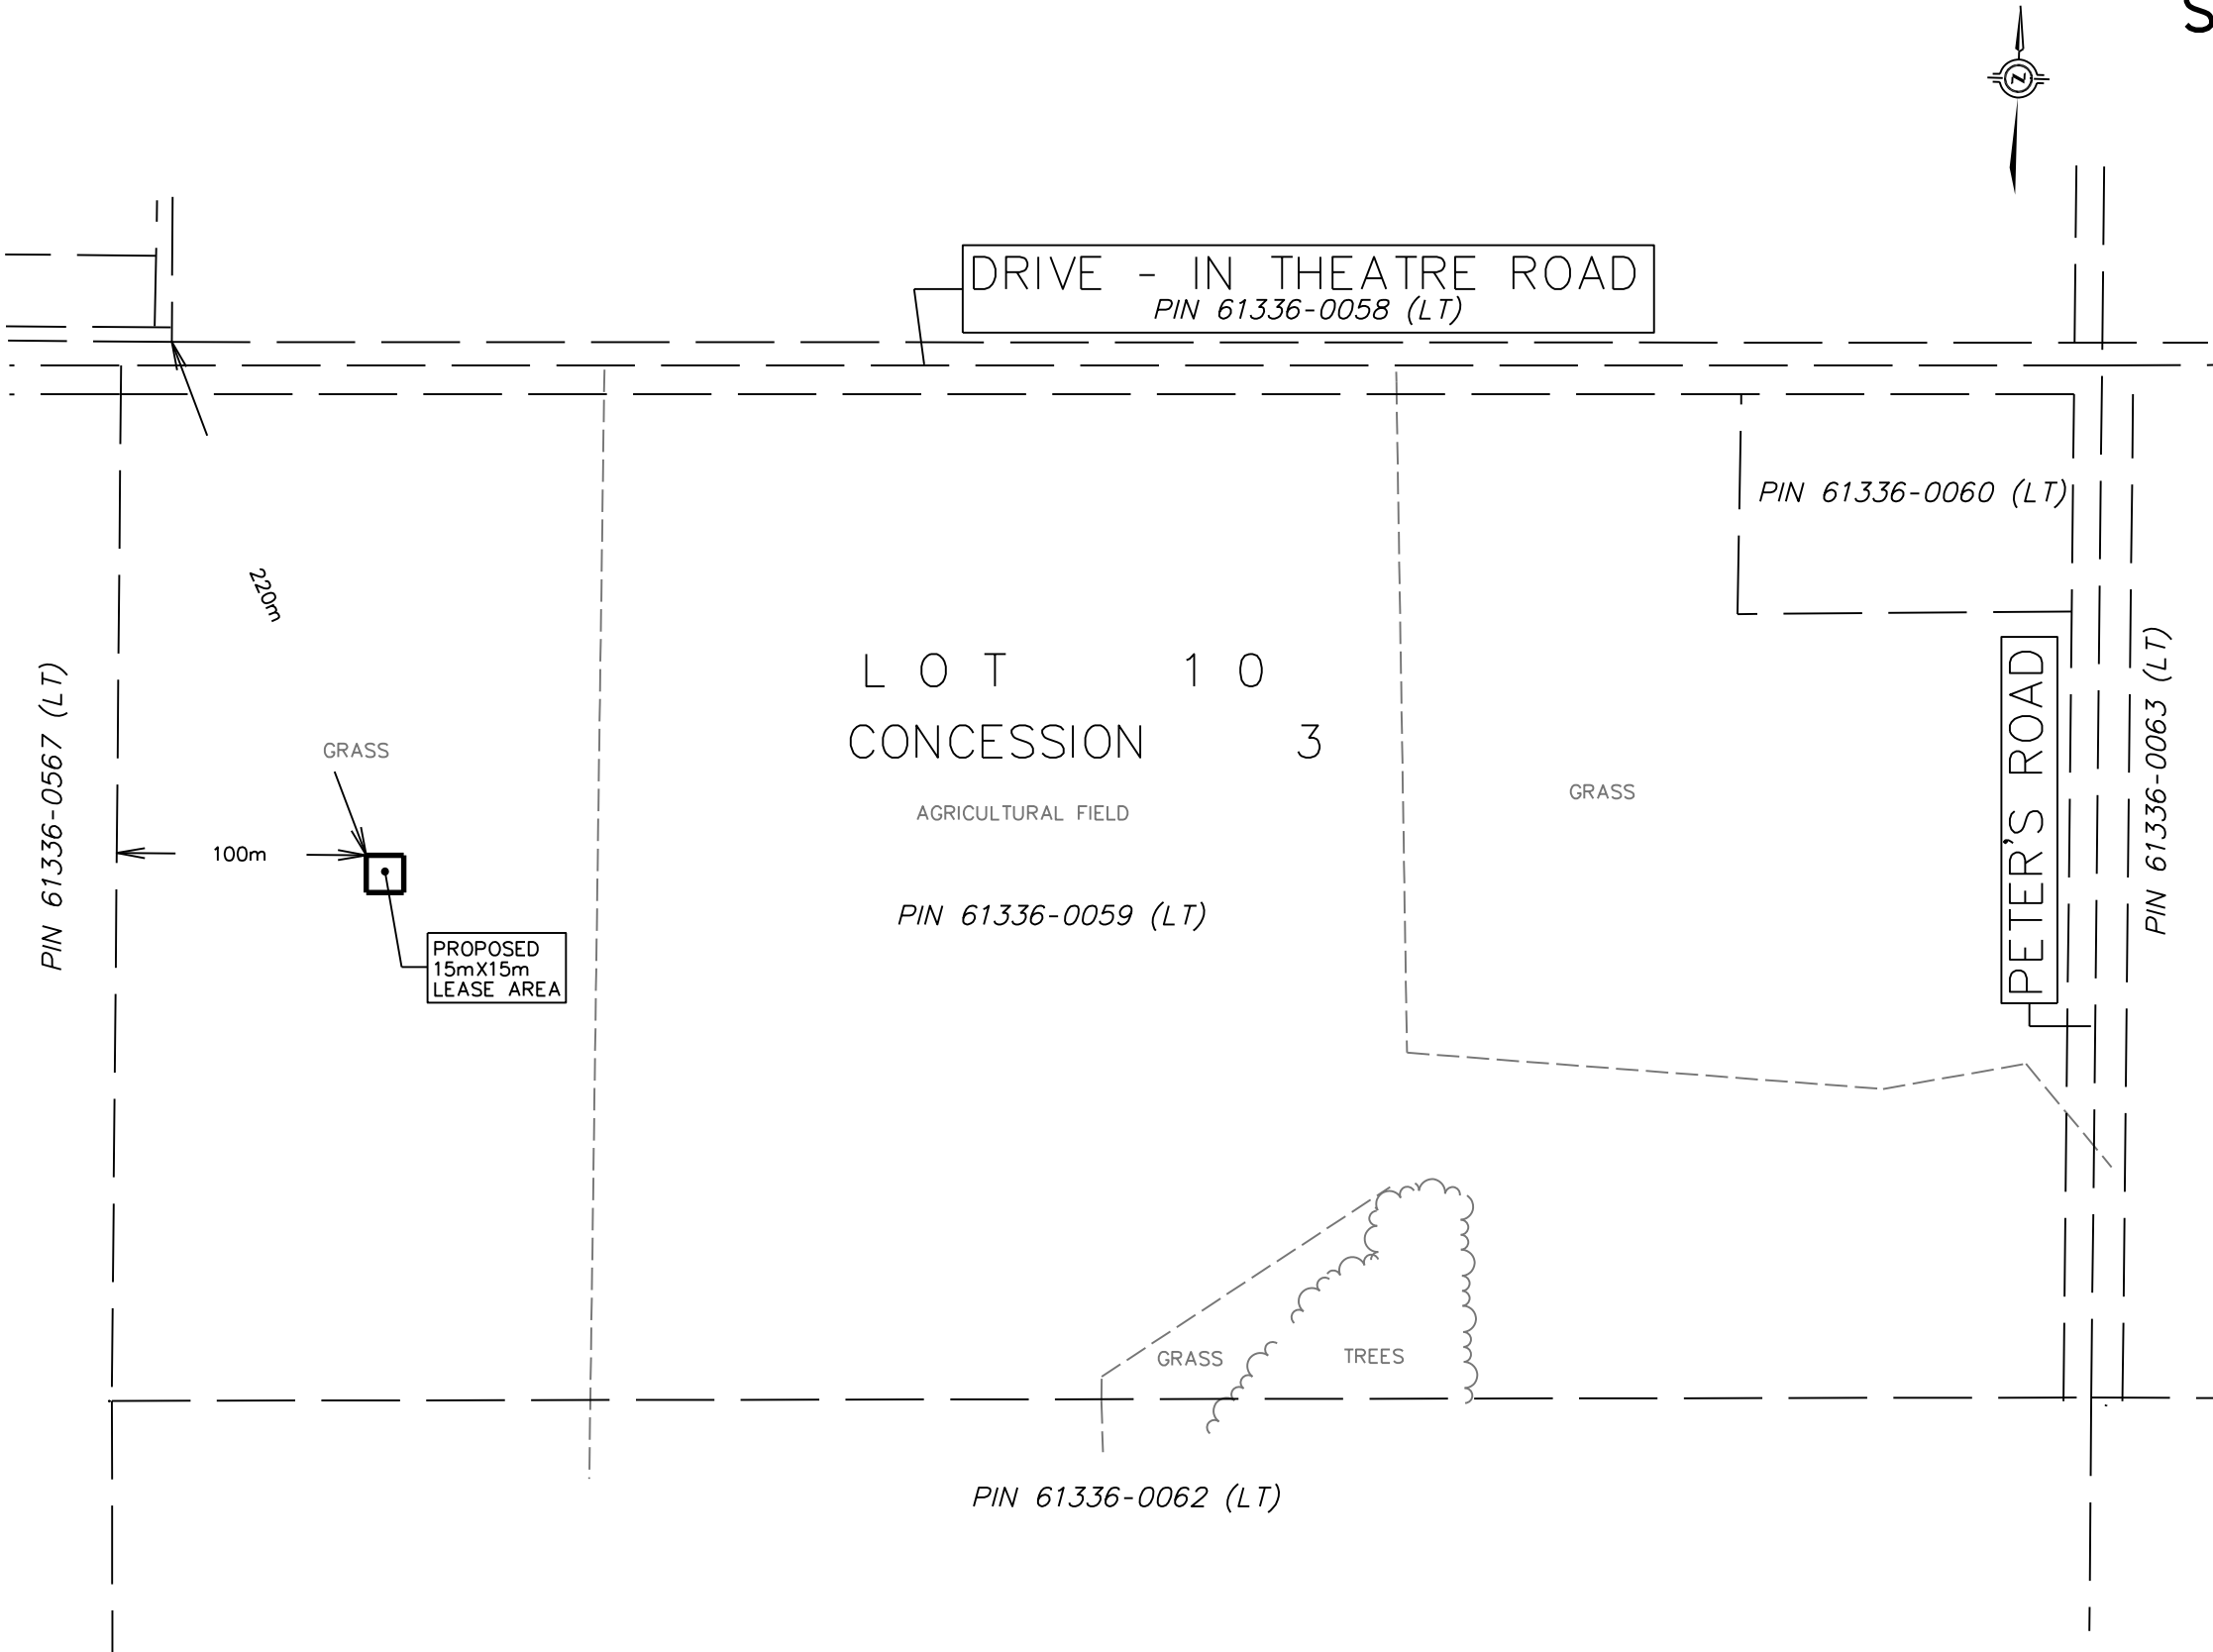 S
N
DRIVE - IN THEATRE ROAD
PIN 61336-0058 (LT)
PIN 61336-0060 (LT)
220m
LOT 10
CONCESSION 3
AGRICULTURAL FIELD
PIN 61336-0059 (LT)
GRASS
GRASS
100m
PROPOSED
15mX15m
LEASE AREA
PIN 61336-0567 (LT)
PETER'S ROAD
PIN 61336-0063 (LT)
GRASS
TREES
PIN 61336-0062 (LT)